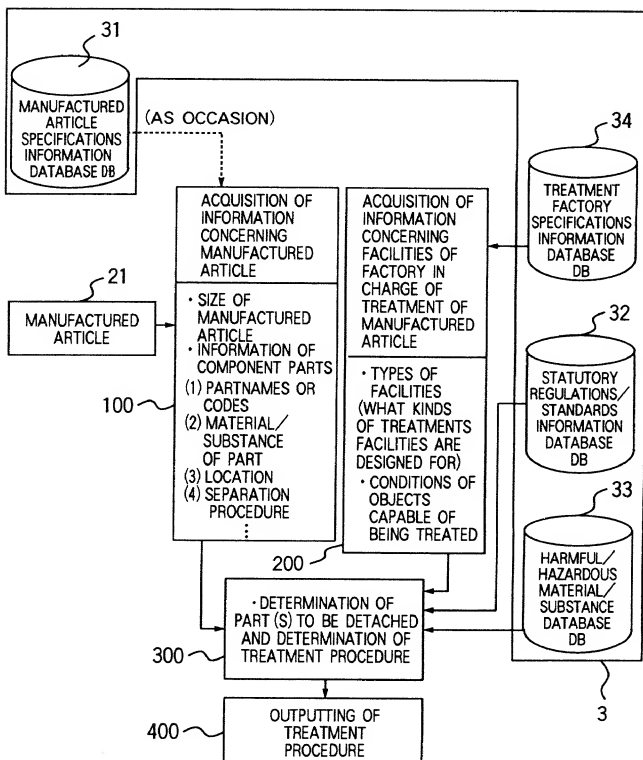 31
MANUFACTURED
ARTICLE
SPECIFICATIONS
INFORMATION
DATABASE DB
(AS OCCASION)
34
TREATMENT
FACTORY
SPECIFICATIONS
INFORMATION
DATABASE
DB
ACQUISITION OF
INFORMATION
CONCERNING
MANUFACTURED
ARTICLE
ACQUISITION OF
INFORMATION
CONCERNING
FACILITIES OF
FACTORY IN
CHARGE OF
TREATMENT OF
MANUFACTURED
ARTICLE
21
MANUFACTURED
ARTICLE
• SIZE OF
MANUFACTURED
ARTICLE
• INFORMATION OF
COMPONENT PARTS
(1) PARTNAMES OR
CODES
(2) MATERIAL/
SUBSTANCE
OF PART
(3) LOCATION
(4) SEPARATION
PROCEDURE
⋮
100
• TYPES OF
FACILITIES
(WHAT KINDS
OF TREATMENTS
FACILITIES ARE
DESIGNED FOR)
• CONDITIONS OF
OBJECTS
CAPABLE OF
BEING TREATED
200
32
STATUTORY
REGULATIONS/
STANDARDS
INFORMATION
DATABASE
DB
33
HARMFUL/
HAZARDOUS
MATERIAL/
SUBSTANCE
DATABASE
DB
• DETERMINATION OF
PART(S) TO BE DETACHED
AND DETERMINATION OF
TREATMENT PROCEDURE
300
3
OUTPUTTING OF
TREATMENT
PROCEDURE
400